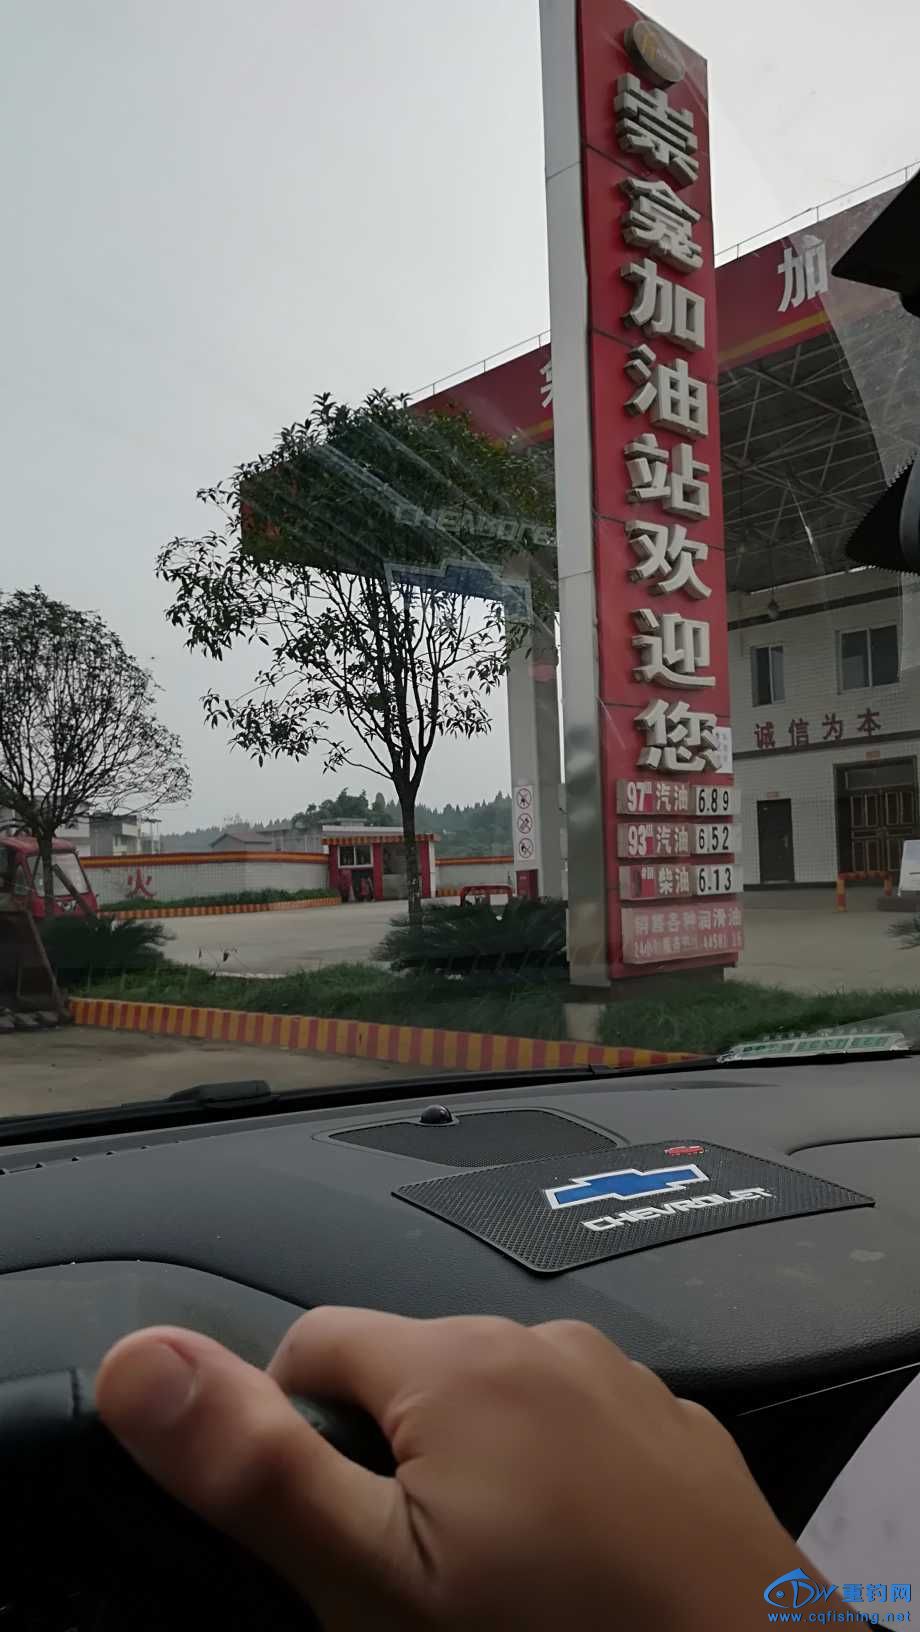 崇龛加油站欢迎您
加
诚信为本
97# 汽油 6.89
93# 汽油 6.52
柴油 6.13
销售各种润滑油
火
CHEVROLET
CHEVROLET
重钓网
www.cqfishing.net